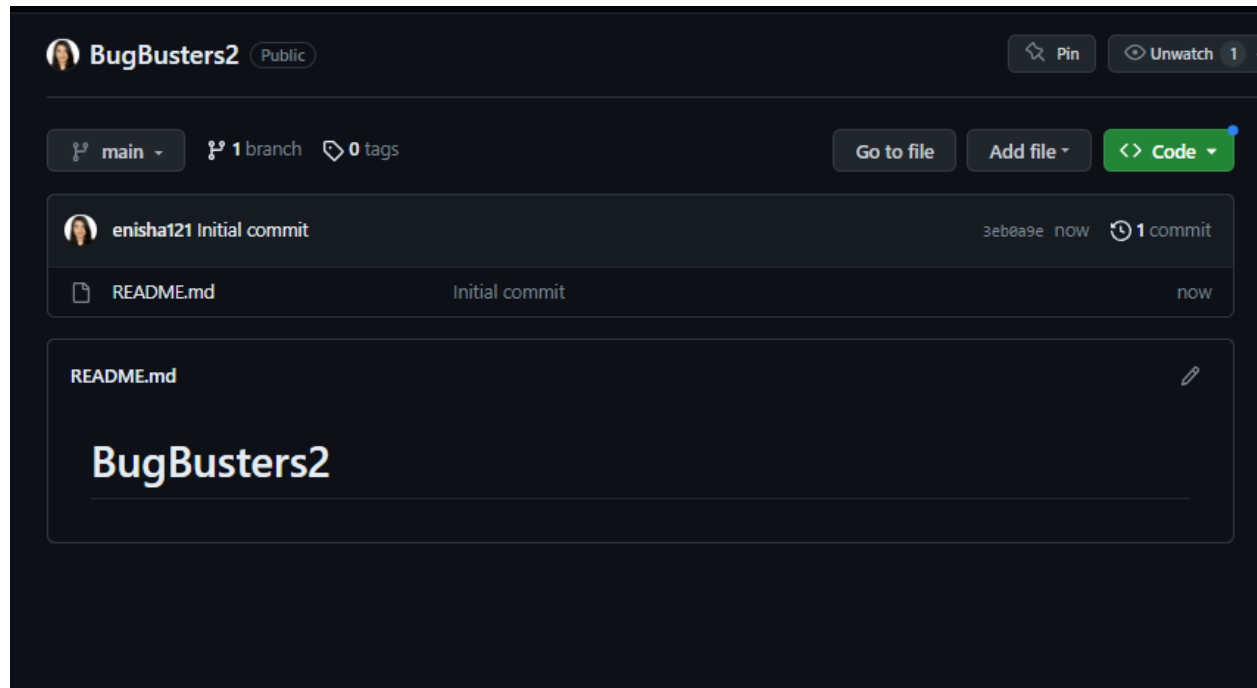 BugBusters2 Public Pin Unwatch 1
main 1 branch 0 tags Go to file Add file <> Code
enisha121 Initial commit 3eb0a9e now 1 commit
README.md Initial commit now
README.md
BugBusters2